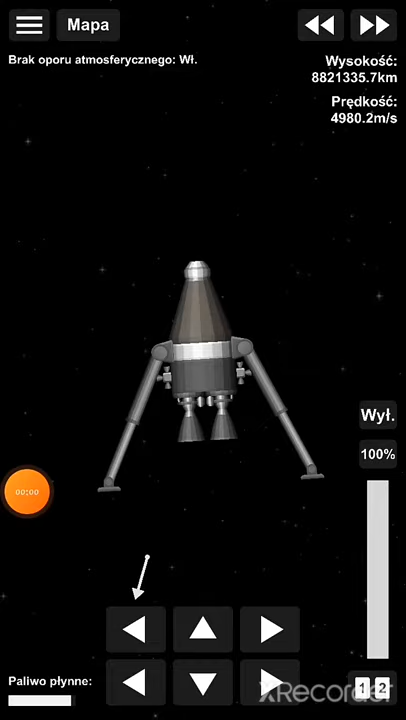 Mapa
Brak oporu atmosferycznego: Wł.
Wysokość:
8821335.7km
Prędkość:
4980.2m/s
Wył.
100%
00:00
Paliwo płynne:
1 2
XRecorder